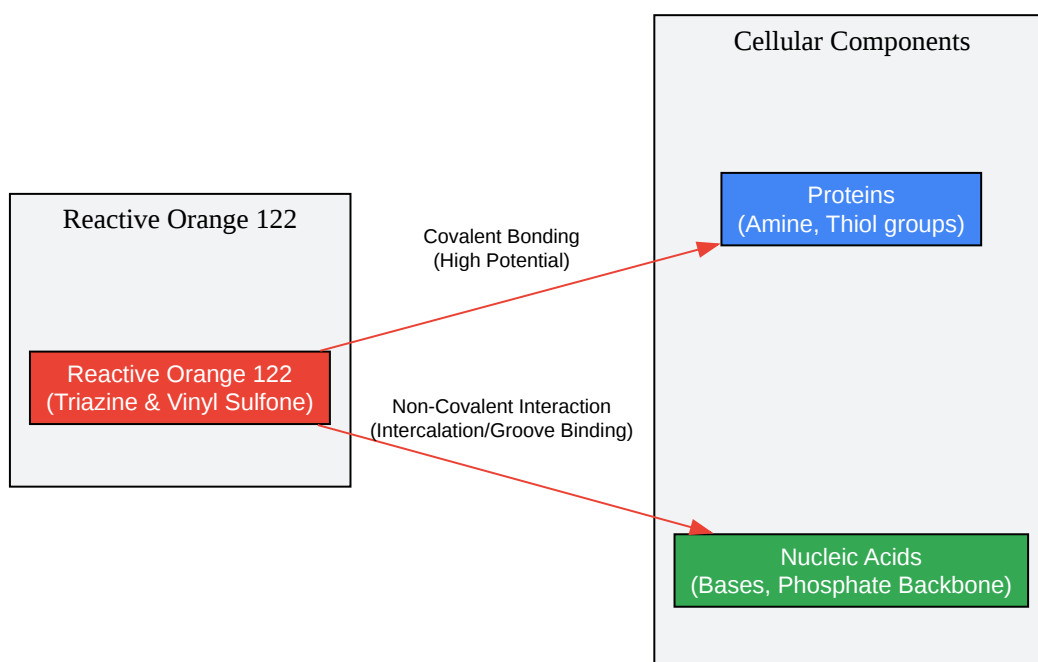 Cellular Components
Reactive Orange 122
Proteins
(Amine, Thiol groups)
Covalent Bonding
(High Potential)
Reactive Orange 122
(Triazine & Vinyl Sulfone)
Non-Covalent Interaction
(Intercalation/Groove Binding)
Nucleic Acids
(Bases, Phosphate Backbone)